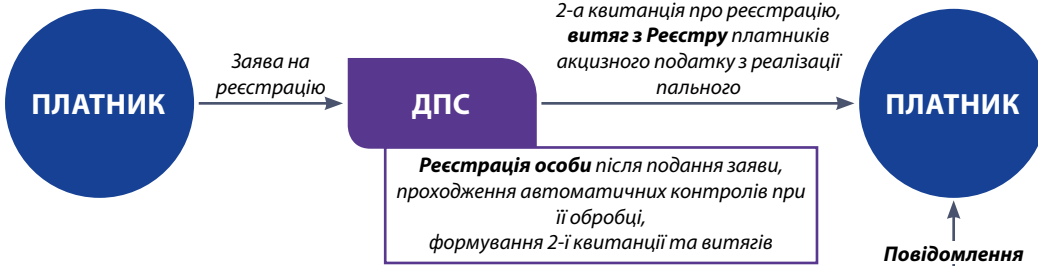 2-а квитанція про реєстрацію,
витяг з Реєстру платників
акцизного податку з реалізації
пального
Заява на
реєстрацію
ПЛАТНИК
ДПС
ПЛАТНИК
Реєстрація особи після подання заяви,
проходження автоматичних контролів при
її обробці,
формування 2-ї квитанції та витягів
Повідомлення